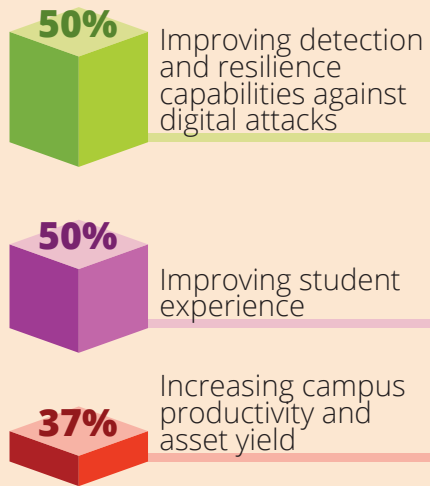 50%
Improving detection
and resilience
capabilities against
digital attacks
50%
Improving student
experience
37%
Increasing campus
productivity and
asset yield